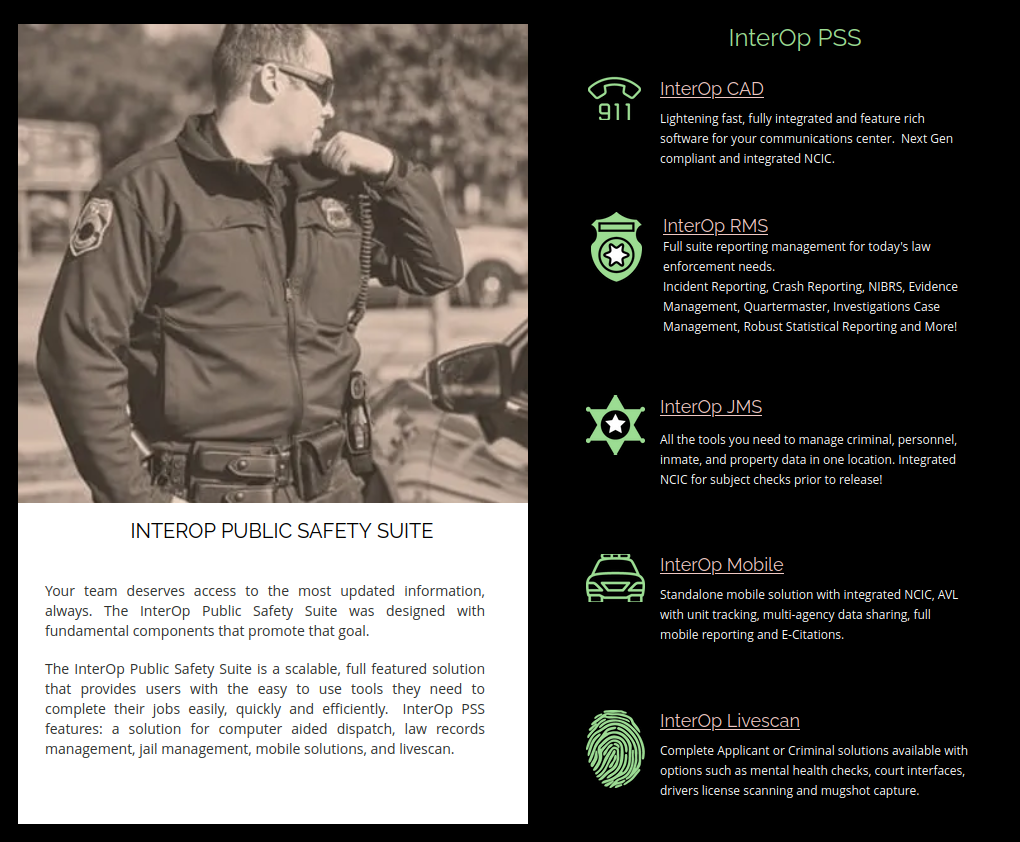 INTEROP PUBLIC SAFETY SUITE
Your team deserves access to the most updated information,
always. The InterOp Public Safety Suite was designed with
fundamental components that promote that goal.
The InterOp Public Safety Suite is a scalable, full featured solution
that provides users with the easy to use tools they need to
complete their jobs easily, quickly and efficiently. InterOp PSS
features: a solution for computer aided dispatch, law records
management, jail management, mobile solutions, and livescan.
InterOp PSS
911
InterOp CAD
Lightening fast, fully integrated and feature rich
software for your communications center. Next Gen
compliant and integrated NCIC.
InterOp RMS
Full suite reporting management for today's law
enforcement needs.
Incident Reporting, Crash Reporting, NIBRS, Evidence
Management, Quartermaster, Investigations Case
Management, Robust Statistical Reporting and More!
InterOp JMS
All the tools you need to manage criminal, personnel,
inmate, and property data in one location. Integrated
NCIC for subject checks prior to release!
InterOp Mobile
Standalone mobile solution with integrated NCIC, AVL
with unit tracking, multi-agency data sharing, full
mobile reporting and E-Citations.
InterOp Livescan
Complete Applicant or Criminal solutions available with
options such as mental health checks, court interfaces,
drivers license scanning and mugshot capture.